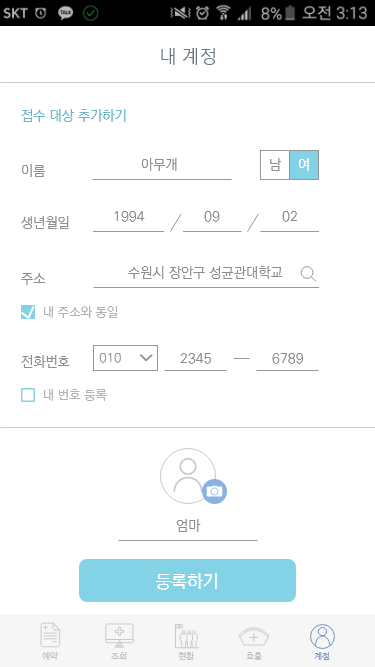 SKT TALK 8% 오전 3:13
내 계정
접수 대상 추가하기
이름 아무개 남 여
생년월일 1994 / 09 / 02
주소 수원시 장안구 성균관대학교
내 주소와 동일
전화번호 010 2345 — 6789
내 번호 등록
엄마
등록하기
예약 조회 현황 호출 계정